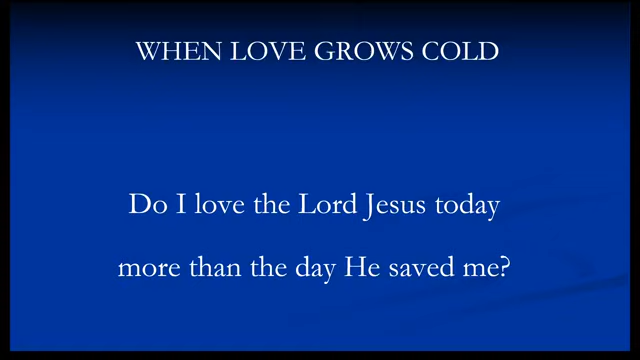 WHEN LOVE GROWS COLD
Do I love the Lord Jesus today
more than the day He saved me?